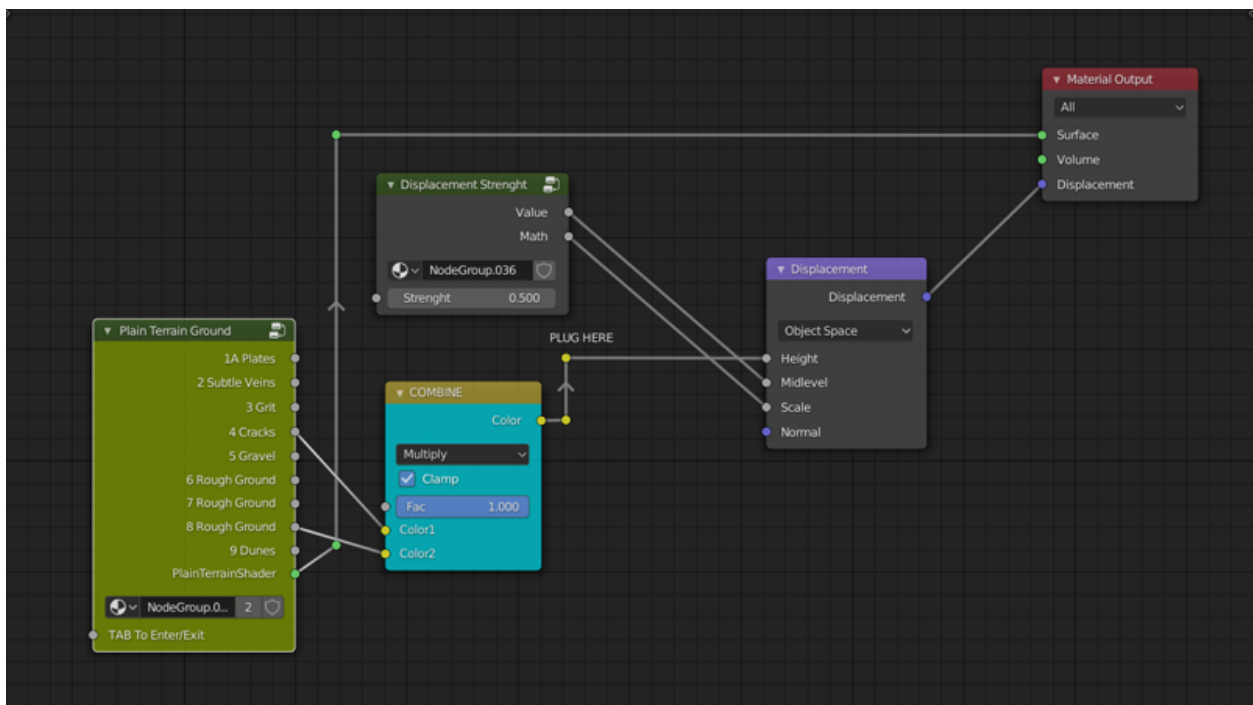 Material Output
All
Surface
Volume
Displacement
Displacement Strenght
Value
Math
NodeGroup.036
Strenght 0.500
Displacement
Displacement
Object Space
Height
Midlevel
Scale
Normal
PLUG HERE
Plain Terrain Ground
1A Plates
2 Subtle Veins
3 Grit
4 Cracks
5 Gravel
6 Rough Ground
7 Rough Ground
8 Rough Ground
9 Dunes
PlainTerrainShader
NodeGroup.0... 2
TAB To Enter/Exit
COMBINE
Color
Multiply
Clamp
Fac 1.000
Color1
Color2